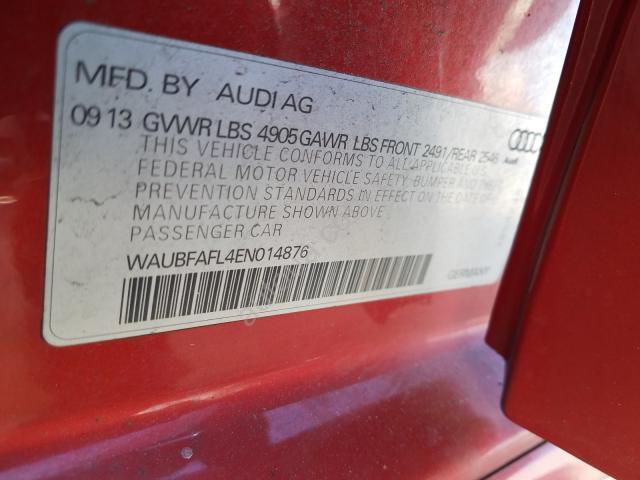 MFD. BY AUDI AG
09 13 GVWR LBS 4905 GAWR LBS FRONT 2491/REAR 2546
Audi
THIS VEHICLE CONFORMS TO ALL APPLICABLE U.S.
FEDERAL MOTOR VEHICLE SAFETY, BUMPER AND THEFT
PREVENTION STANDARDS IN EFFECT ON THE DATE OF
MANUFACTURE SHOWN ABOVE.
PASSENGER CAR
WAUBFAFL4EN014876
GERMANY